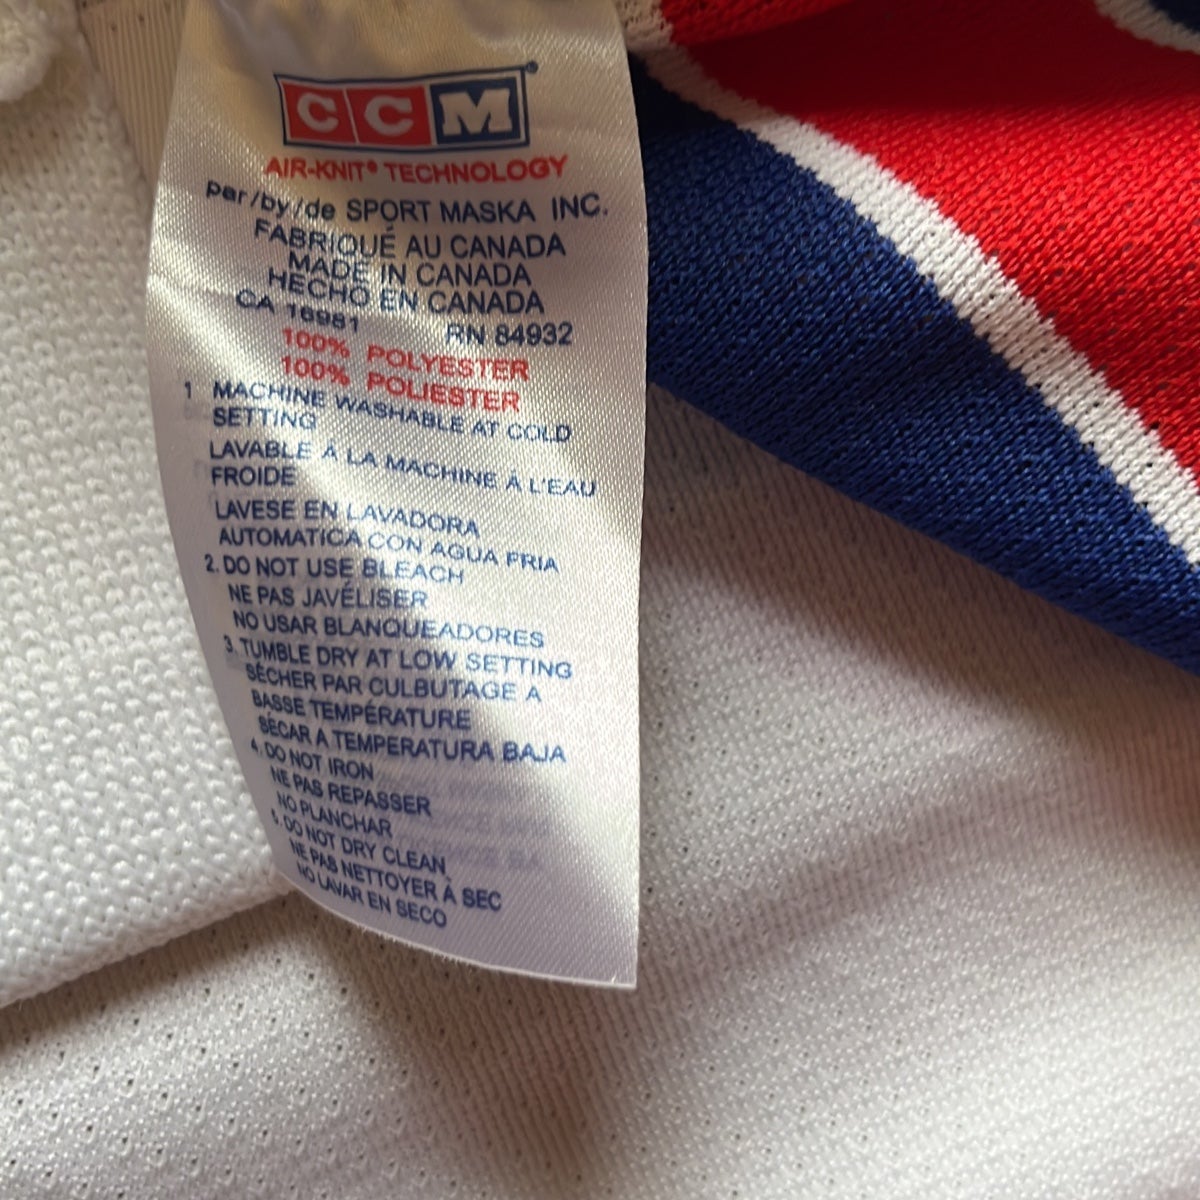 CCM
AIR-KNIT® TECHNOLOGY
par/by/de SPORT MASKA INC.
FABRIQUÉ AU CANADA
MADE IN CANADA
HECHO EN CANADA
CA 16981 RN 84932
100% POLYESTER
100% POLIESTER
1 MACHINE WASHABLE AT COLD
SETTING
LAVABLE À LA MACHINE À L'EAU
FROIDE
LAVESE EN LAVADORA
AUTOMATICA CON AGUA FRIA
2. DO NOT USE BLEACH
NE PAS JAVÉLISER
NO USAR BLANQUEADORES
3. TUMBLE DRY AT LOW SETTING
SÉCHER PAR CULBUTAGE A
BASSE TEMPÉRATURE
SECAR A TEMPERATURA BAJA
4. DO NOT IRON
NE PAS REPASSER
NO PLANCHAR
5. DO NOT DRY CLEAN
NE PAS NETTOYER À SEC
NO LAVAR EN SECO